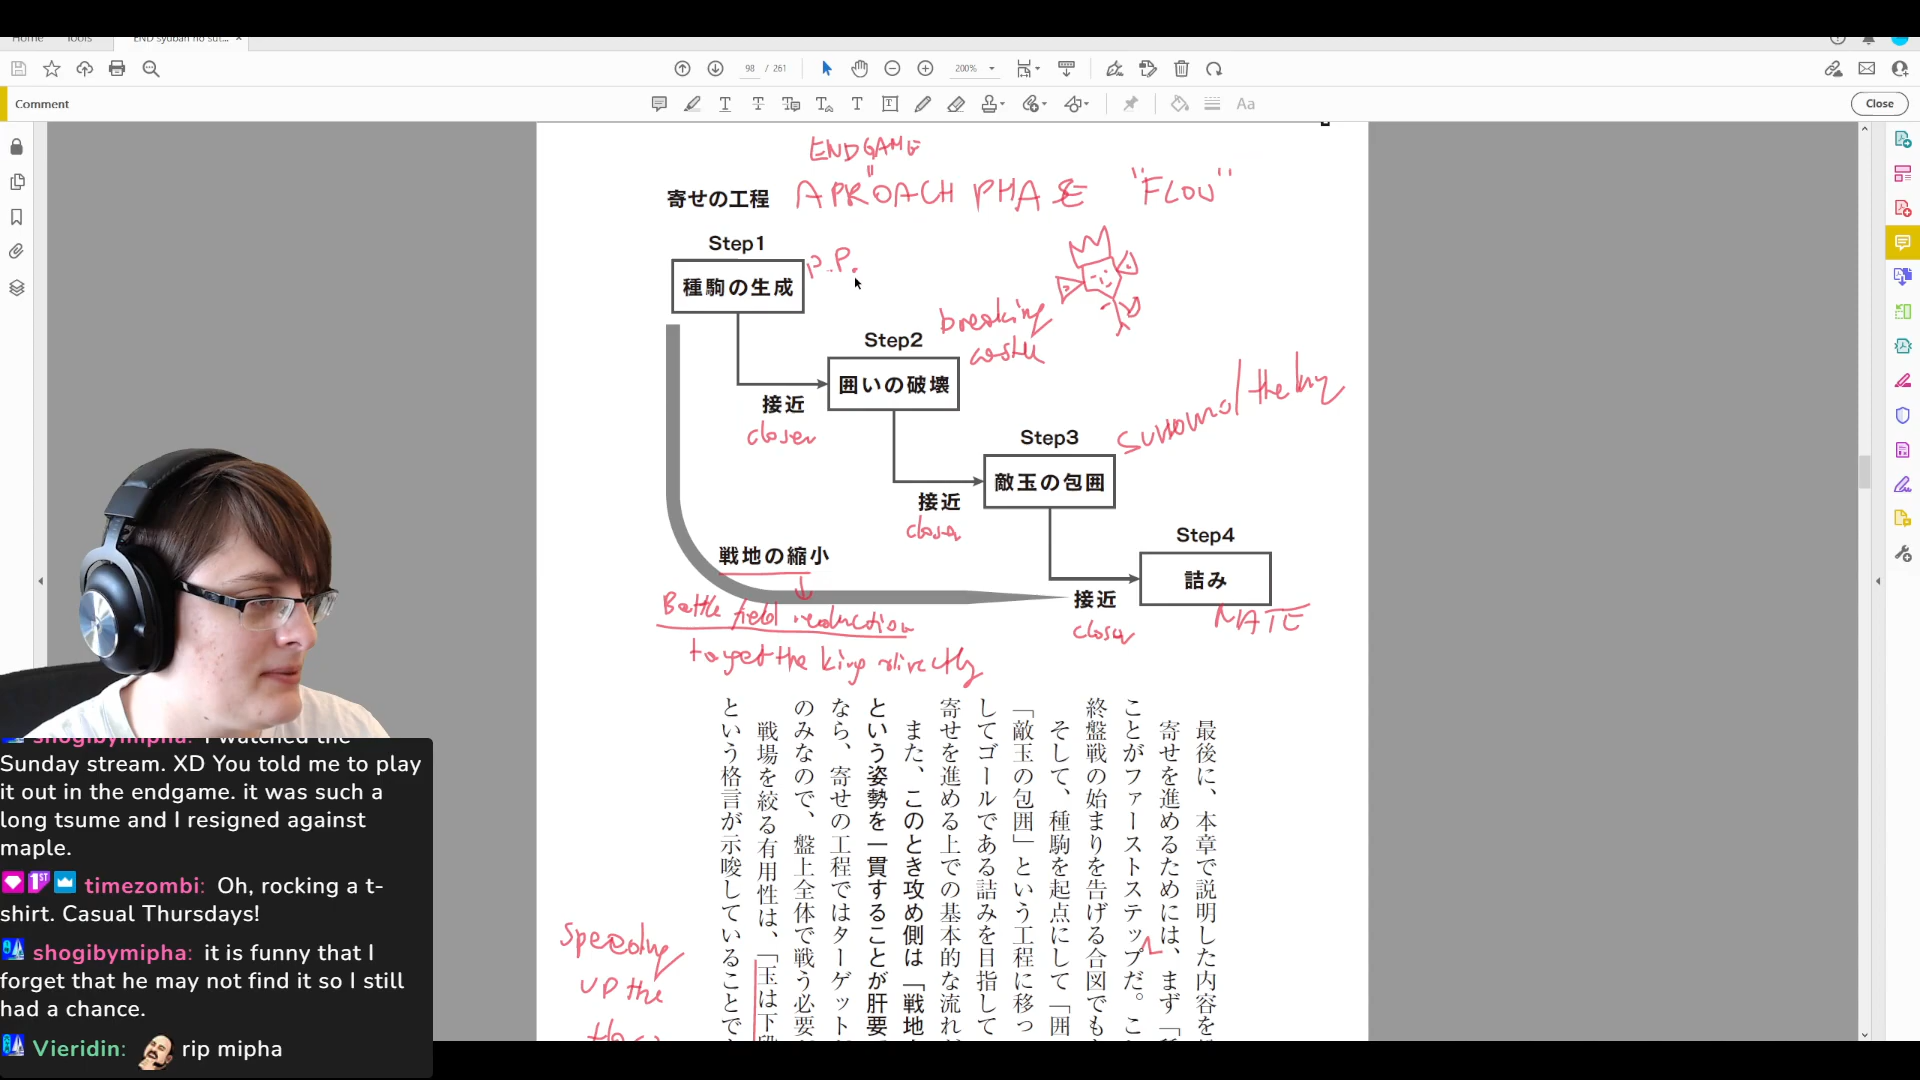 Home
Tools
END syuban no sut...
98 / 261
200%
Comment
Close
ENDGAME
寄せの工程
APROACH PHASE "FLOW"
Step1
種駒の生成
P.P.
breaking
castle
Step2
囲いの破壊
接近
closer
surround the king
Step3
敵玉の包囲
接近
closer
Step4
詰み
MATE
戦地の縮小
接近
closer
Battle field reduction
to get the king directly
最後に、本章で説明した内容を
寄せを進めるためには、まず「
ことがファーストステップだ。こ
終盤戦の始まりを告げる合図でも
そして、種駒を起点にして「囲
「敵玉の包囲」という工程に移っ
してゴールである詰みを目指して
寄せを進める上での基本的な流れ
また、このとき攻め側は「戦地
という姿勢を一貫することが肝要
なら、寄せの工程ではターゲット
のみなので、盤上全体で戦う必要
戦場を絞る有用性は、「玉は下段
という格言が示唆していることで
Speeding
UP the
shogibymipha: I watched the
Sunday stream. XD You told me to play
it out in the endgame. it was such a
long tsume and I resigned against
maple.
timezombi: Oh, rocking a t-
shirt. Casual Thursdays!
shogibymipha: it is funny that I
forget that he may not find it so I still
had a chance.
Vieridin: rip mipha